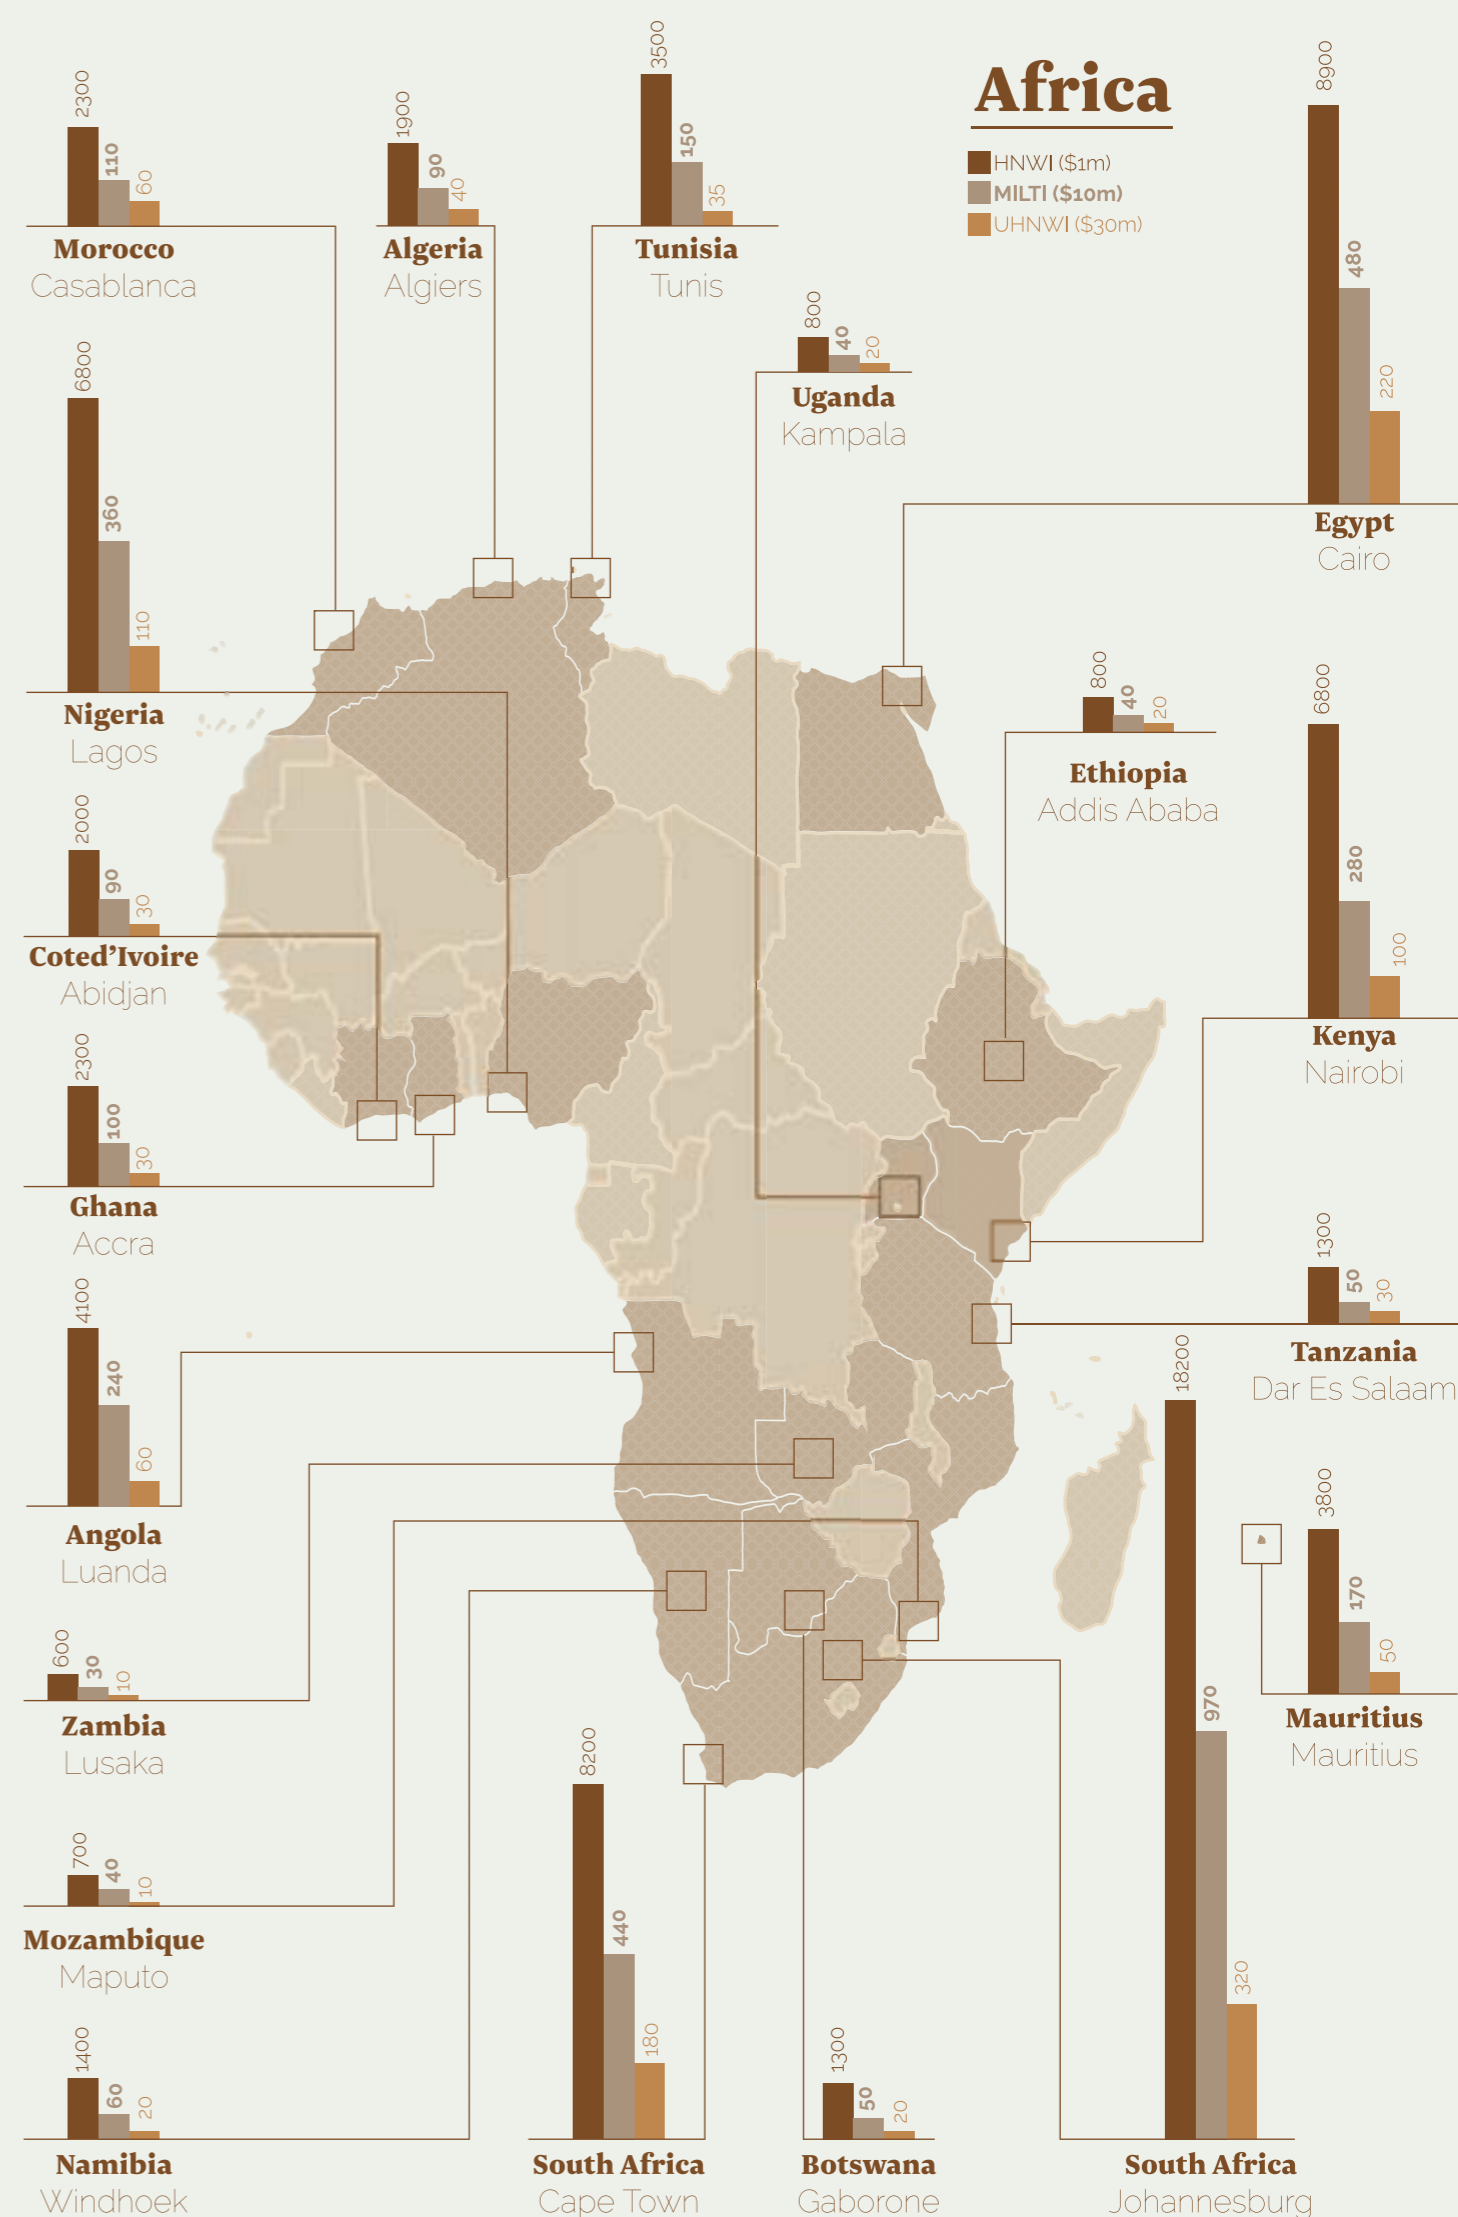 Africa
HNWI ($1m)
MILTI ($10m)
UHNWI ($30m)
2300
110
60
Morocco
Casablanca
1900
90
40
Algeria
Algiers
3500
150
35
Tunisia
Tunis
8900
480
220
Egypt
Cairo
800
40
20
Uganda
Kampala
6800
360
110
Nigeria
Lagos
800
40
20
Ethiopia
Addis Ababa
6800
280
100
Kenya
Nairobi
2000
90
30
Coted'Ivoire
Abidjan
2300
100
30
Ghana
Accra
1300
50
30
Tanzania
Dar Es Salaam
4100
240
60
Angola
Luanda
3800
170
50
Mauritius
Mauritius
600
30
10
Zambia
Lusaka
700
40
10
Mozambique
Maputo
1400
60
20
Namibia
Windhoek
8200
440
180
South Africa
Cape Town
1300
50
20
Botswana
Gaborone
18200
970
320
South Africa
Johannesburg